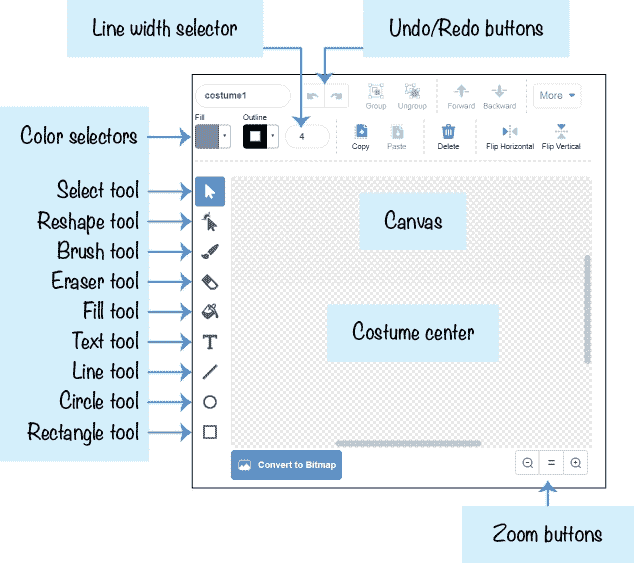 Line width selector
Undo/Redo buttons
costume1
Group
Ungroup
Forward
Backward
More
Fill
Outline
Color selectors
4
Copy
Paste
Delete
Flip Horizontal
Flip Vertical
Select tool
Reshape tool
Brush tool
Eraser tool
Fill tool
Text tool
Line tool
Circle tool
Rectangle tool
Canvas
Costume center
Convert to Bitmap
Zoom buttons